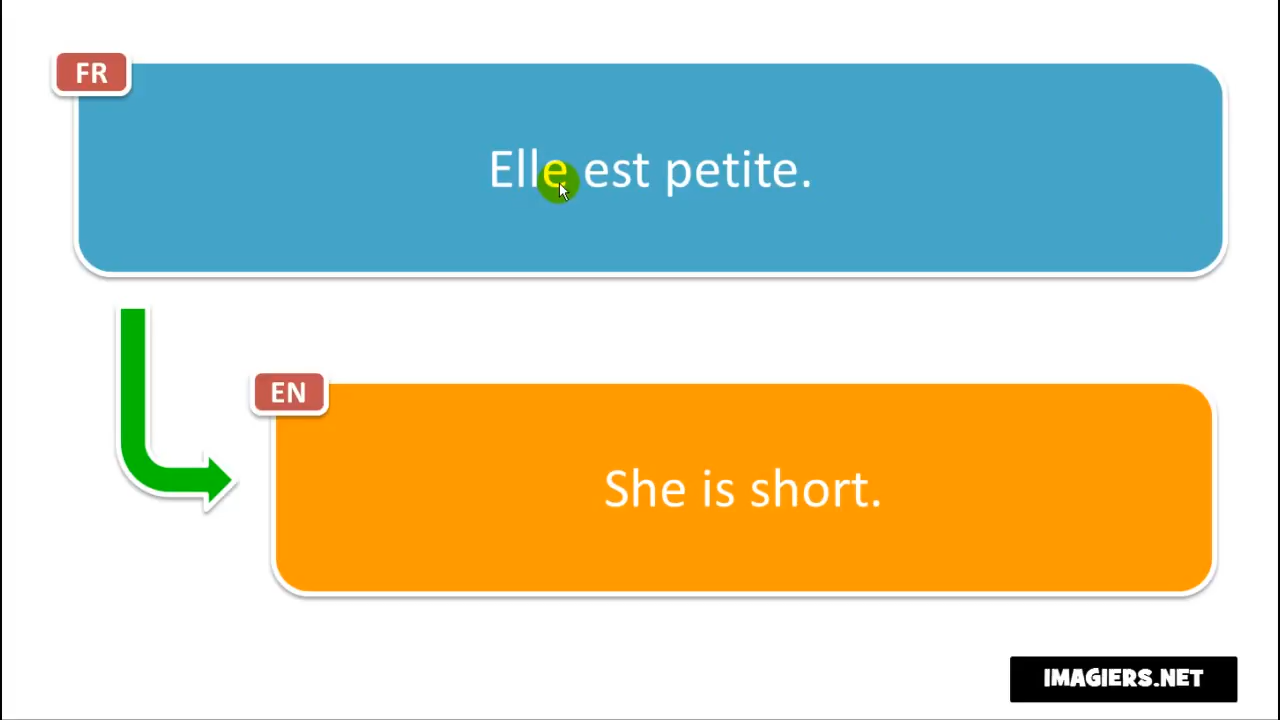 FR
Elle est petite.
EN
She is short.
IMAGIERS.NET